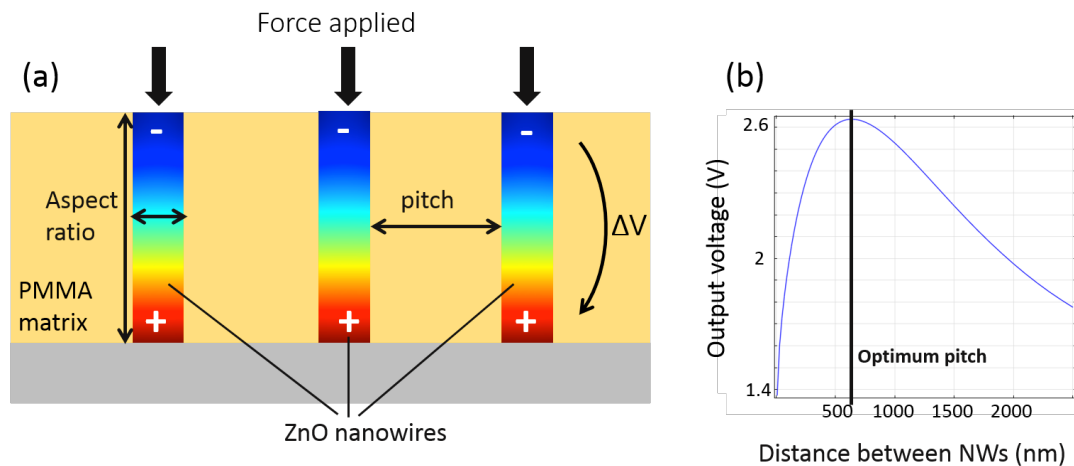 Force applied
(a)
-
-
-
Aspect
ratio
pitch
ΔV
PMMA
matrix
+
+
+
ZnO nanowires
(b)
Output voltage (V)
2.6
2
1.4
Optimum pitch
500 1000 1500 2000
Distance between NWs (nm)